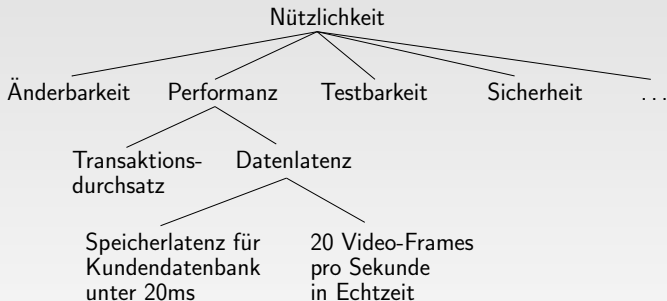 Nützlichkeit
Änderbarkeit Performanz Testbarkeit Sicherheit ...
Transaktions-
durchsatz
Datenlatenz
Speicherlatenz für
Kundendatenbank
unter 20ms
20 Video-Frames
pro Sekunde
in Echtzeit